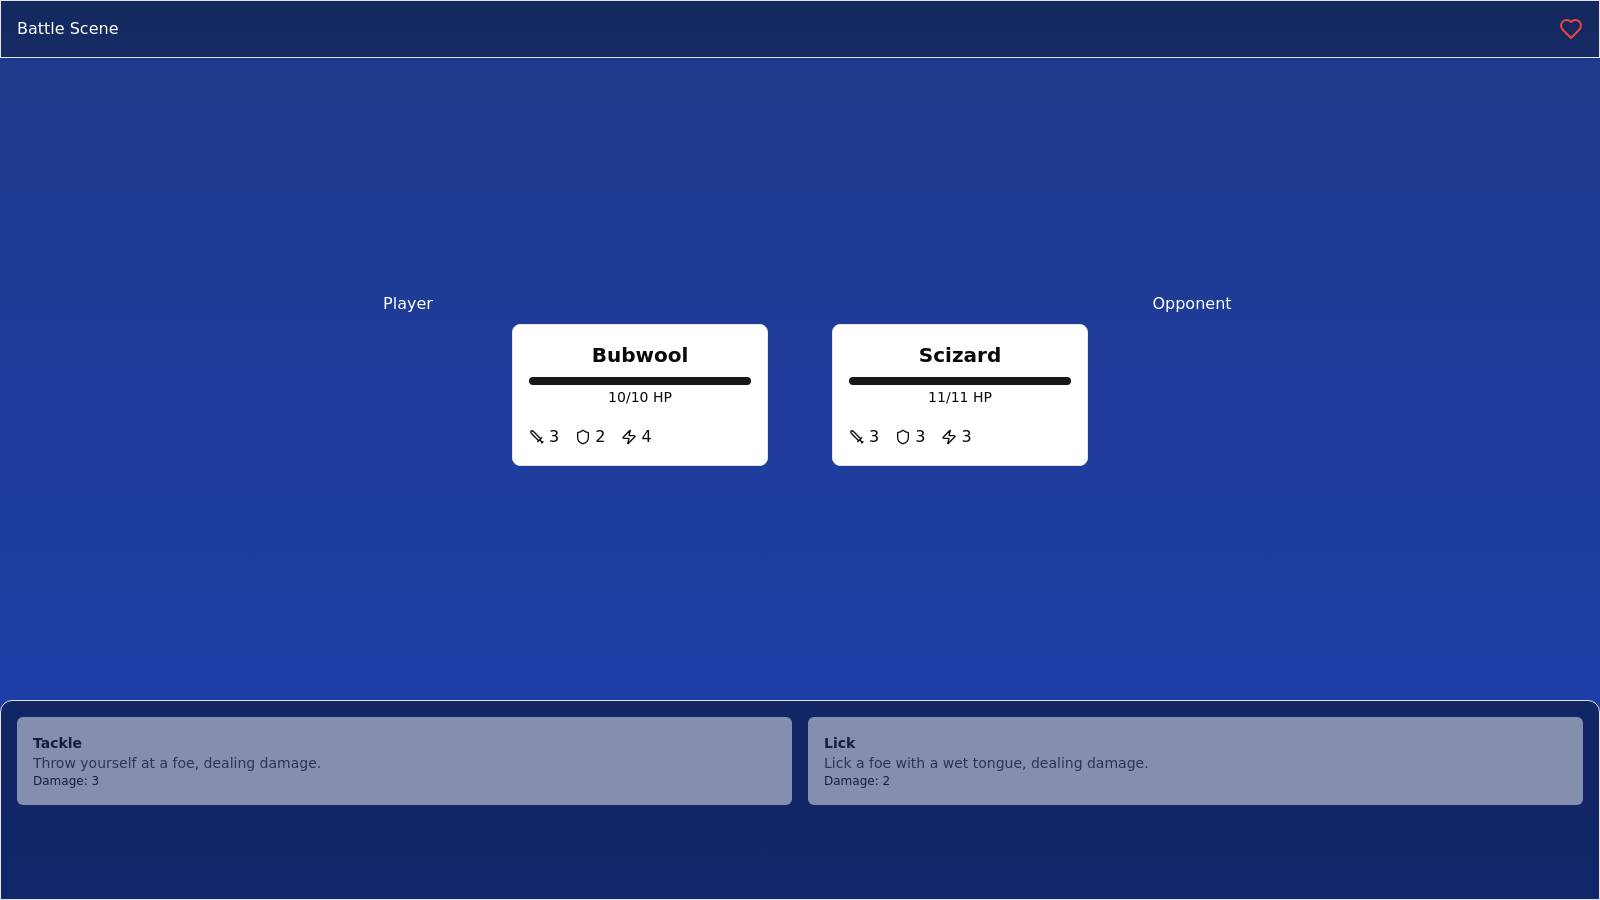 Battle Scene
Player
Opponent
Bubwool
10/10 HP
3 2 4
Scizard
11/11 HP
3 3 3
Tackle
Throw yourself at a foe, dealing damage.
Damage: 3
Lick
Lick a foe with a wet tongue, dealing damage.
Damage: 2